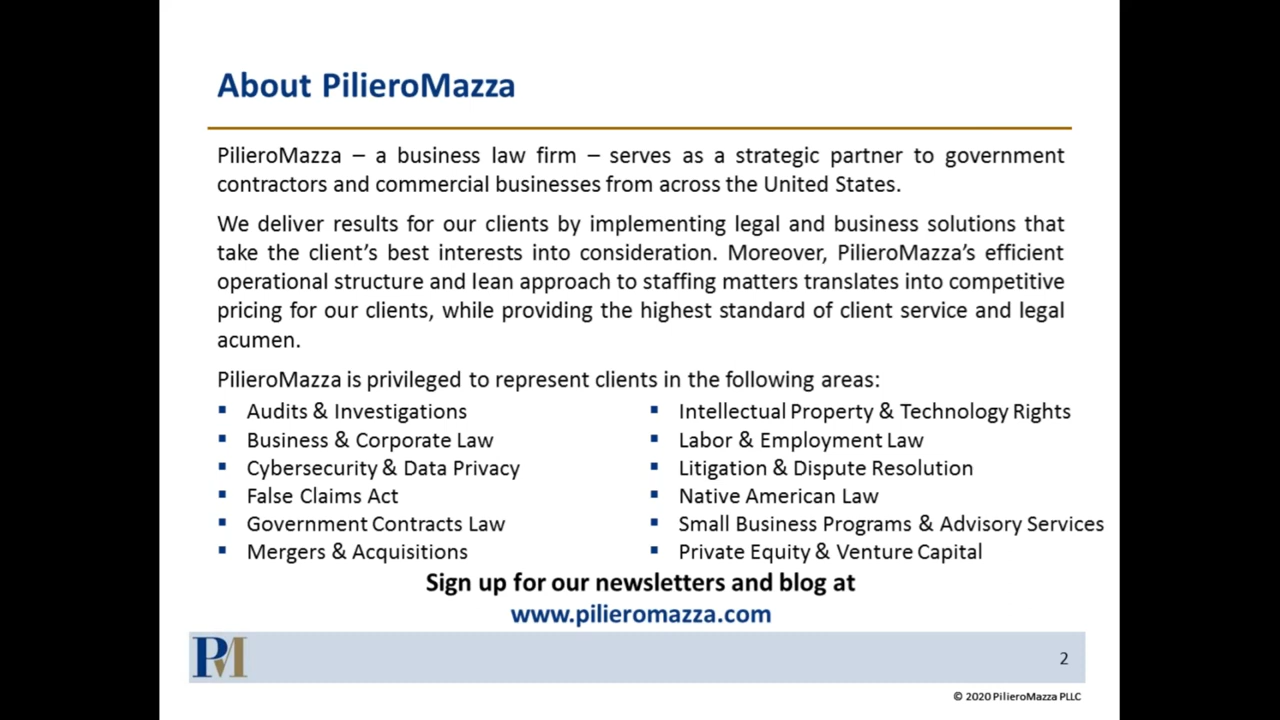 About PilieroMazza
PilieroMazza – a business law firm – serves as a strategic partner to government
contractors and commercial businesses from across the United States.
We deliver results for our clients by implementing legal and business solutions that
take the client’s best interests into consideration. Moreover, PilieroMazza’s efficient
operational structure and lean approach to staffing matters translates into competitive
pricing for our clients, while providing the highest standard of client service and legal
acumen.
PilieroMazza is privileged to represent clients in the following areas:
▪ Audits & Investigations
▪ Business & Corporate Law
▪ Cybersecurity & Data Privacy
▪ False Claims Act
▪ Government Contracts Law
▪ Mergers & Acquisitions
▪ Intellectual Property & Technology Rights
▪ Labor & Employment Law
▪ Litigation & Dispute Resolution
▪ Native American Law
▪ Small Business Programs & Advisory Services
▪ Private Equity & Venture Capital
Sign up for our newsletters and blog at
www.pilieromazza.com
PM
2
© 2020 PilieroMazza PLLC